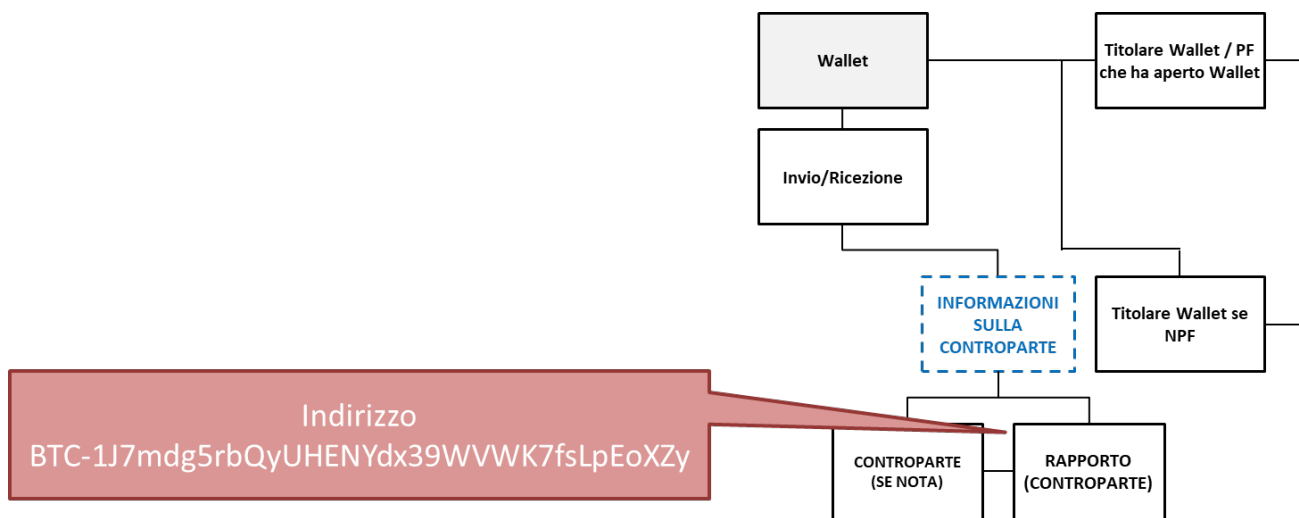 Wallet
Titolare Wallet / PF
che ha aperto Wallet
Invio/Ricezione
INFORMAZIONI
SULLA
CONTROPARTE
Titolare Wallet se
NPF
Indirizzo
BTC-1J7mdg5rbQyUHENYdx39WVWK7fsLpEoXZy
CONTROPARTE
(SE NOTA)
RAPPORTO
(CONTROPARTE)